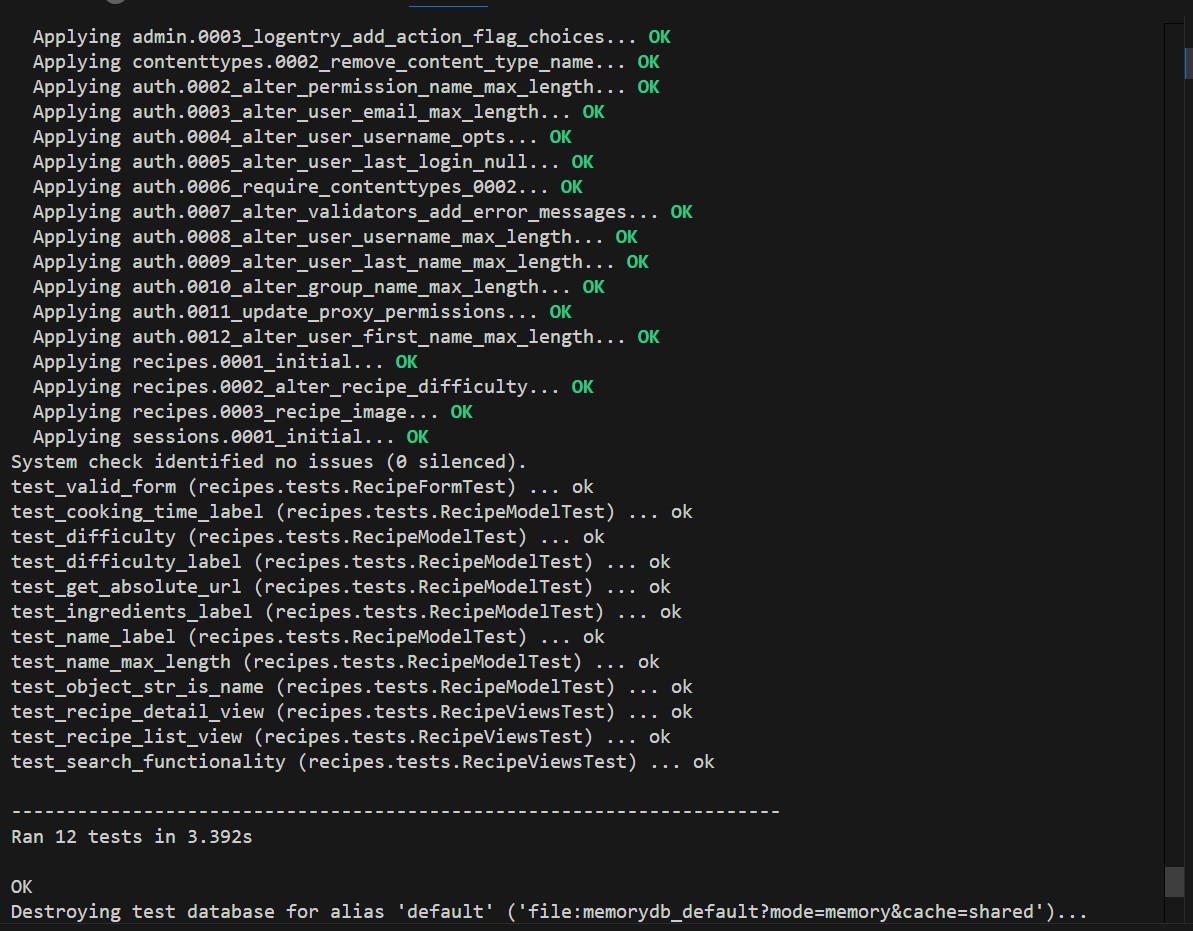 Applying admin.0003_logentry_add_action_flag_choices... OK
Applying contenttypes.0002_remove_content_type_name... OK
Applying auth.0002_alter_permission_name_max_length... OK
Applying auth.0003_alter_user_email_max_length... OK
Applying auth.0004_alter_user_username_opts... OK
Applying auth.0005_alter_user_last_login_null... OK
Applying auth.0006_require_contenttypes_0002... OK
Applying auth.0007_alter_validators_add_error_messages... OK
Applying auth.0008_alter_user_username_max_length... OK
Applying auth.0009_alter_user_last_name_max_length... OK
Applying auth.0010_alter_group_name_max_length... OK
Applying auth.0011_update_proxy_permissions... OK
Applying auth.0012_alter_user_first_name_max_length... OK
Applying recipes.0001_initial... OK
Applying recipes.0002_alter_recipe_difficulty... OK
Applying recipes.0003_recipe_image... OK
Applying sessions.0001_initial... OK
System check identified no issues (0 silenced).
test_valid_form (recipes.tests.RecipeFormTest) ... ok
test_cooking_time_label (recipes.tests.RecipeModelTest) ... ok
test_difficulty (recipes.tests.RecipeModelTest) ... ok
test_difficulty_label (recipes.tests.RecipeModelTest) ... ok
test_get_absolute_url (recipes.tests.RecipeModelTest) ... ok
test_ingredients_label (recipes.tests.RecipeModelTest) ... ok
test_name_label (recipes.tests.RecipeModelTest) ... ok
test_name_max_length (recipes.tests.RecipeModelTest) ... ok
test_object_str_is_name (recipes.tests.RecipeModelTest) ... ok
test_recipe_detail_view (recipes.tests.RecipeViewsTest) ... ok
test_recipe_list_view (recipes.tests.RecipeViewsTest) ... ok
test_search_functionality (recipes.tests.RecipeViewsTest) ... ok
----------------------------------------------------------------------
Ran 12 tests in 3.392s
OK
Destroying test database for alias 'default' ('file:memorydb_default?mode=memory&cache=shared')...